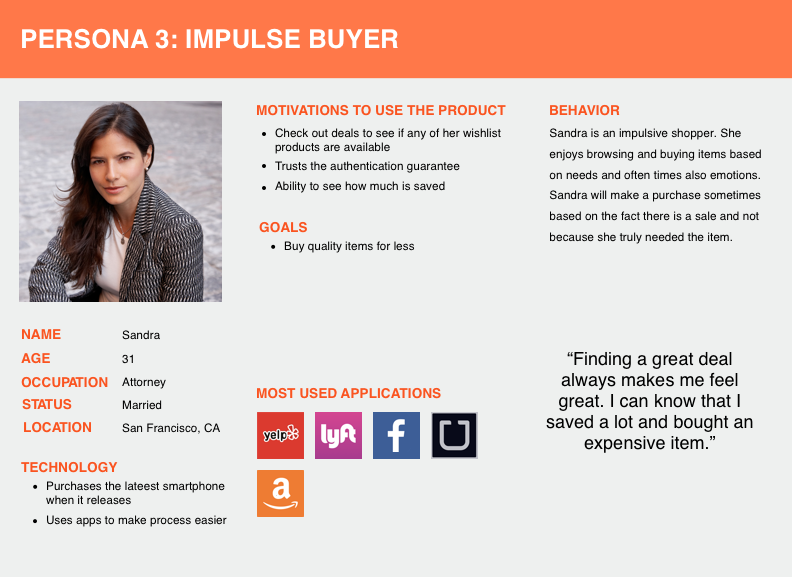 PERSONA 3: IMPULSE BUYER
MOTIVATIONS TO USE THE PRODUCT
• Check out deals to see if any of her wishlist
products are available
• Trusts the authentication guarantee
• Ability to see how much is saved
GOALS
• Buy quality items for less
BEHAVIOR
Sandra is an impulsive shopper. She
enjoys browsing and buying items based
on needs and often times also emotions.
Sandra will make a purchase sometimes
based on the fact there is a sale and not
because she truly needed the item.
NAME Sandra
AGE 31
OCCUPATION Attorney
STATUS Married
LOCATION San Francisco, CA
TECHNOLOGY
• Purchases the lateest smartphone
when it releases
• Uses apps to make process easier
MOST USED APPLICATIONS
yelp
lyft
f
U
a
“Finding a great deal
always makes me feel
great. I can know that I
saved a lot and bought an
expensive item.”